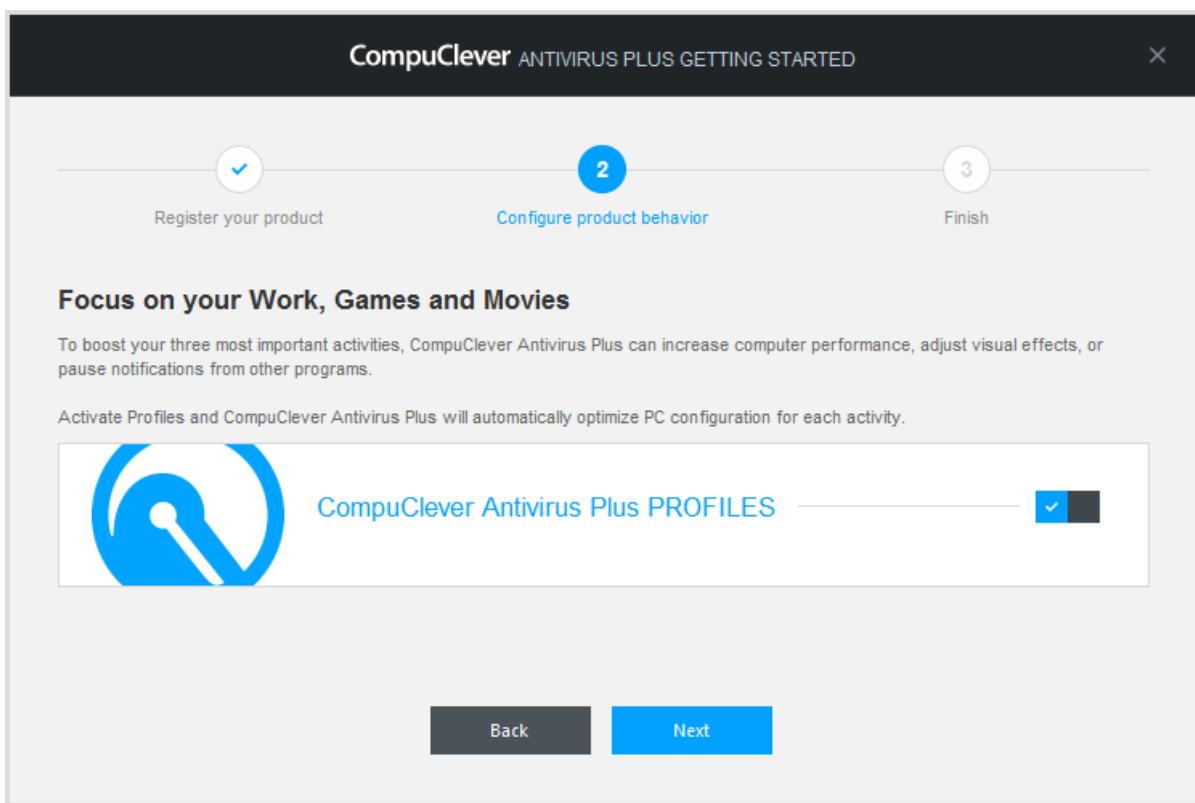 CompuClever ANTIVIRUS PLUS GETTING STARTED
2
3
Register your product
Configure product behavior
Finish
Focus on your Work, Games and Movies
To boost your three most important activities, CompuClever Antivirus Plus can increase computer performance, adjust visual effects, or
pause notifications from other programs.
Activate Profiles and CompuClever Antivirus Plus will automatically optimize PC configuration for each activity.
CompuClever Antivirus Plus PROFILES
Back
Next